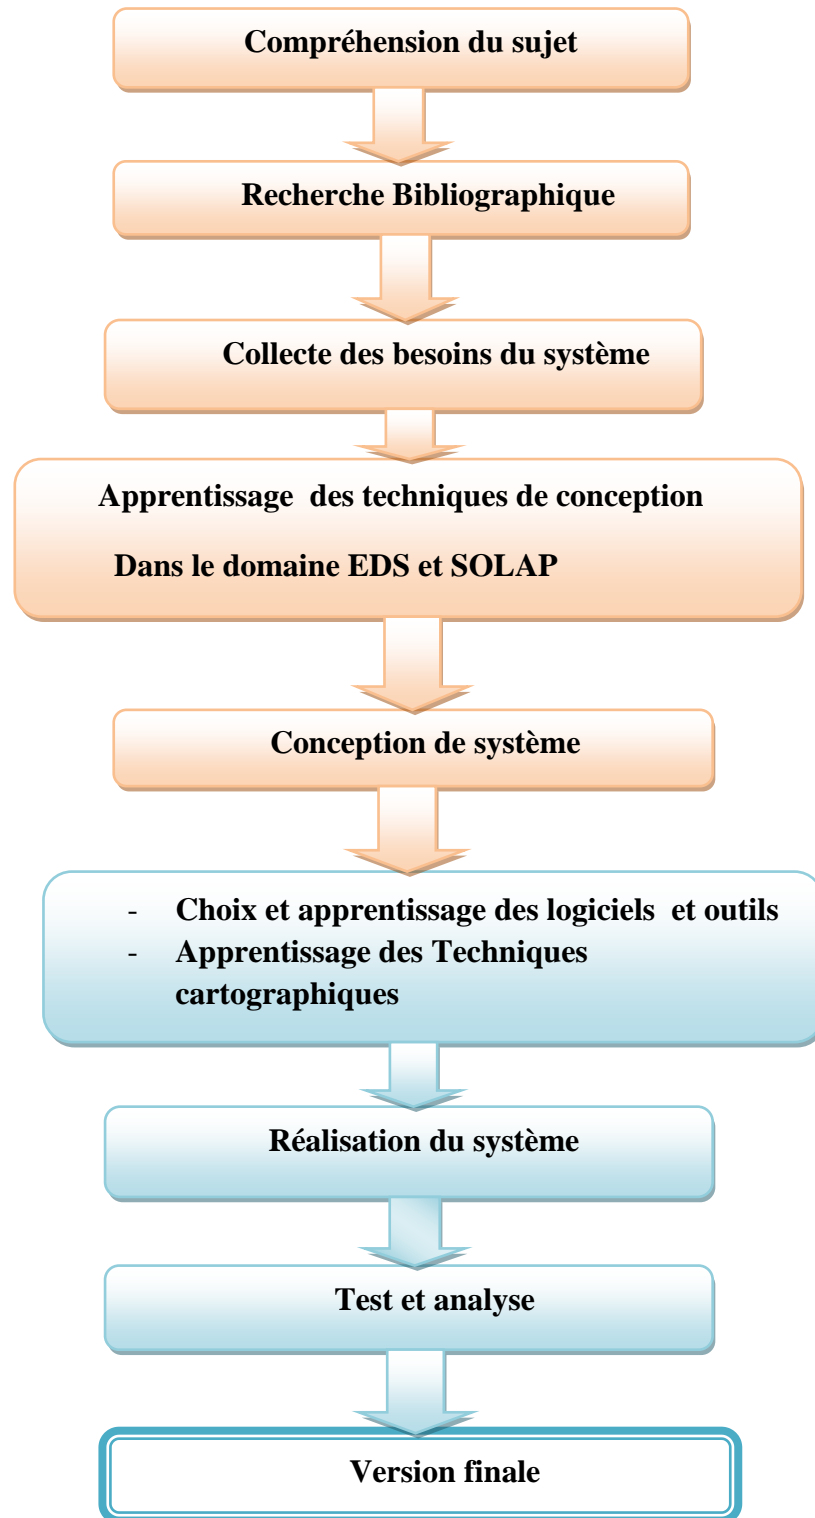 Compréhension du sujet
Recherche Bibliographique
Collecte des besoins du système
Apprentissage des techniques de conception
Dans le domaine EDS et SOLAP
Conception de système
- Choix et apprentissage des logiciels et outils
- Apprentissage des Techniques
cartographiques
Réalisation du système
Test et analyse
Version finale